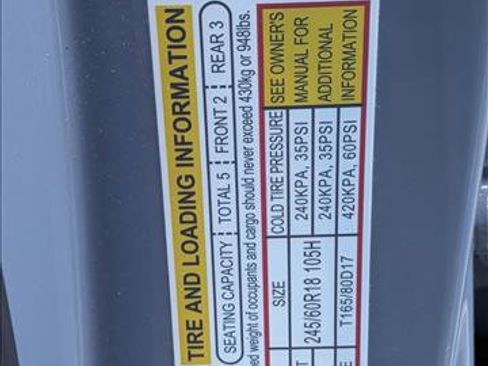 TIRE AND LOADING INFORMATION
SEATING CAPACITY TOTAL 5 FRONT 2 REAR 3
weight of occupants and cargo should never exceed 430kg or 948lbs.
SIZE COLD TIRE PRESSURE SEE OWNER'S
245/60R18 105H 240KPA, 35PSI MANUAL FOR
240KPA, 35PSI ADDITIONAL
T165/80D17 420KPA, 60PSI INFORMATION